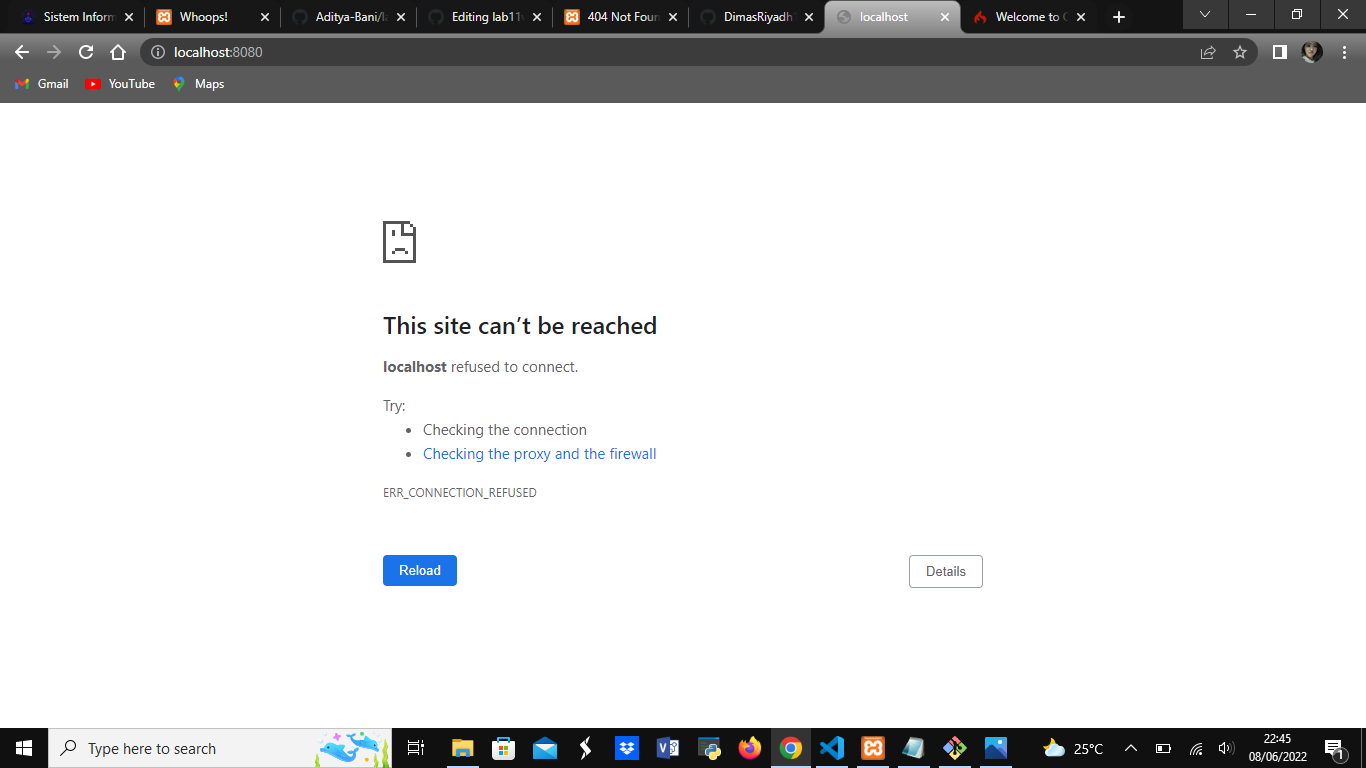 Sistem Inform
Whoops!
Aditya-Bani/la
Editing lab11
404 Not Foun
DimasRiyadh
localhost
Welcome to C
localhost:8080
Gmail
YouTube
Maps
This site can't be reached
localhost refused to connect.
Try:
• Checking the connection
• Checking the proxy and the firewall
ERR_CONNECTION_REFUSED
Reload
Details
Type here to search
25°C
22:45
08/06/2022
1